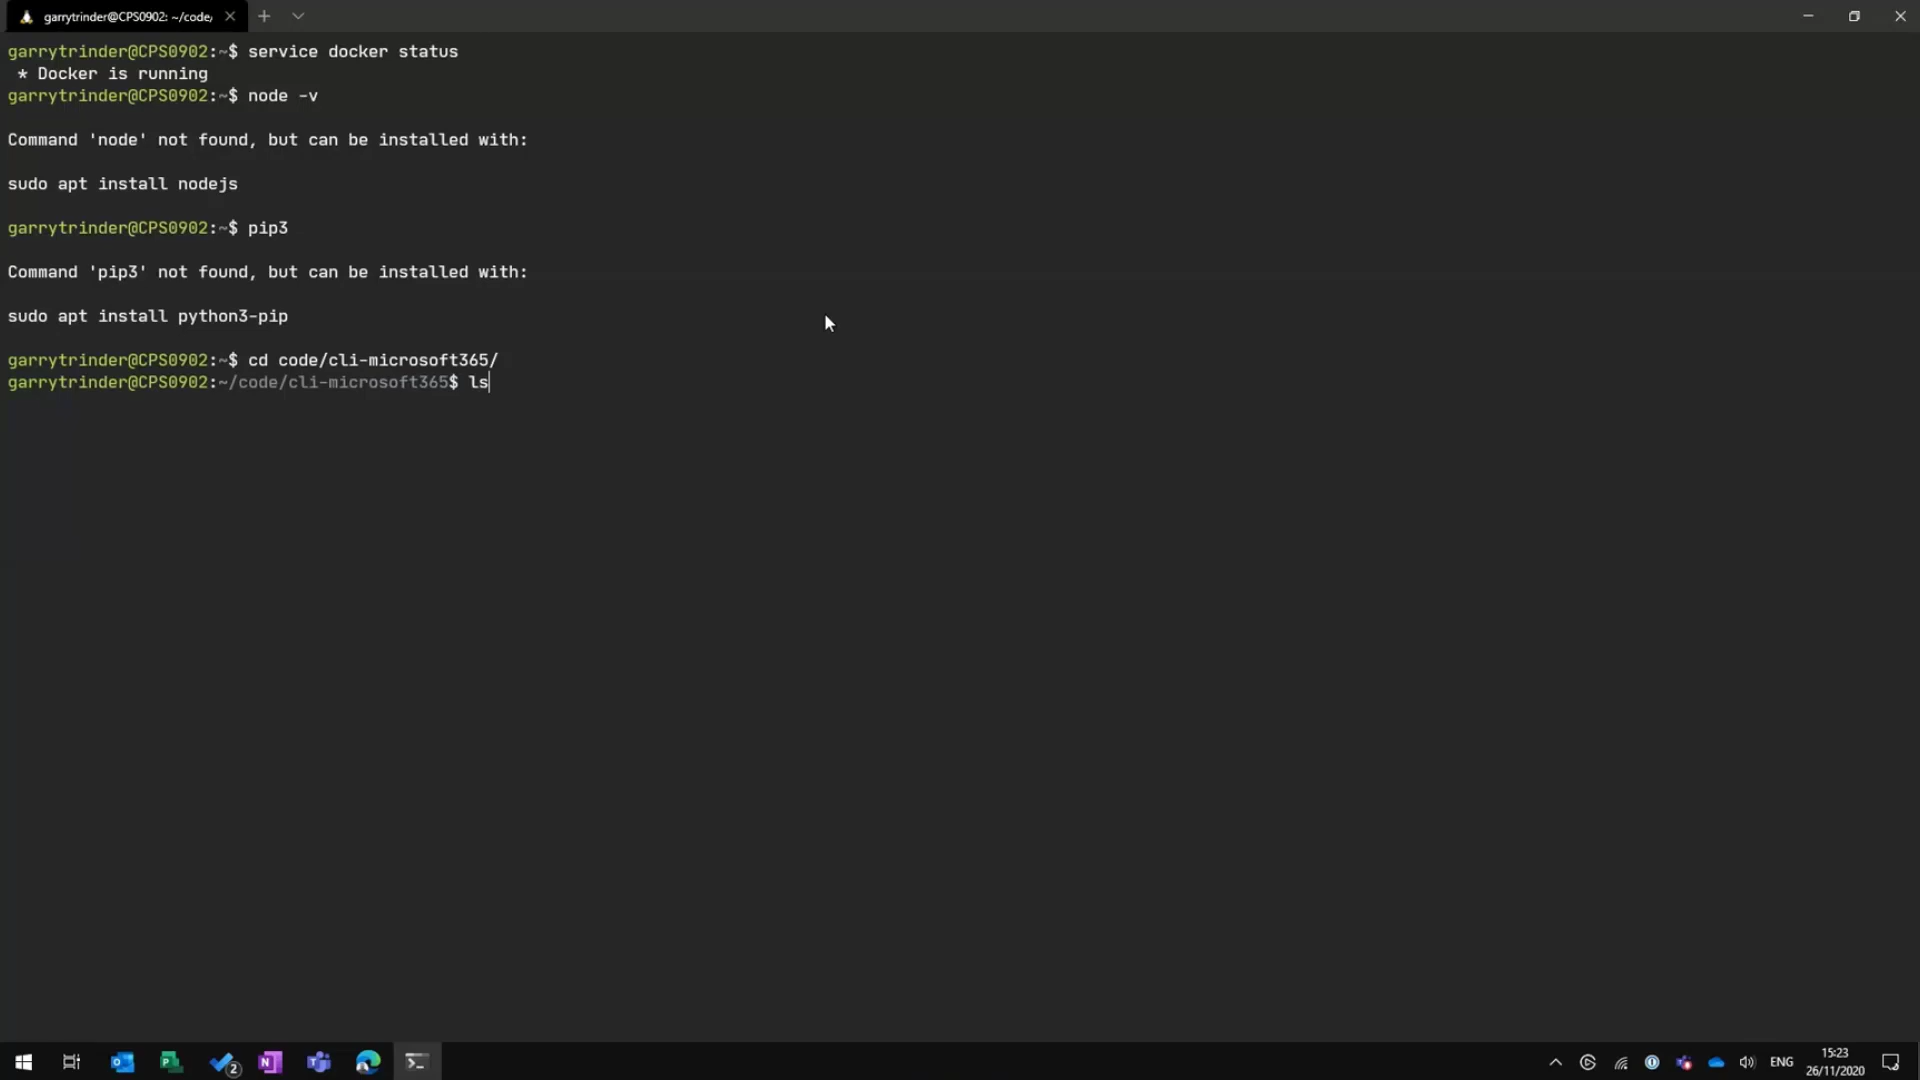 garrytrinder@CPS0902: ~/code/
garrytrinder@CPS0902:~$ service docker status
* Docker is running
garrytrinder@CPS0902:~$ node -v
Command 'node' not found, but can be installed with:
sudo apt install nodejs
garrytrinder@CPS0902:~$ pip3
Command 'pip3' not found, but can be installed with:
sudo apt install python3-pip
garrytrinder@CPS0902:~$ cd code/cli-microsoft365/
garrytrinder@CPS0902:~/code/cli-microsoft365$ ls
2
ENG
15:23
26/11/2020